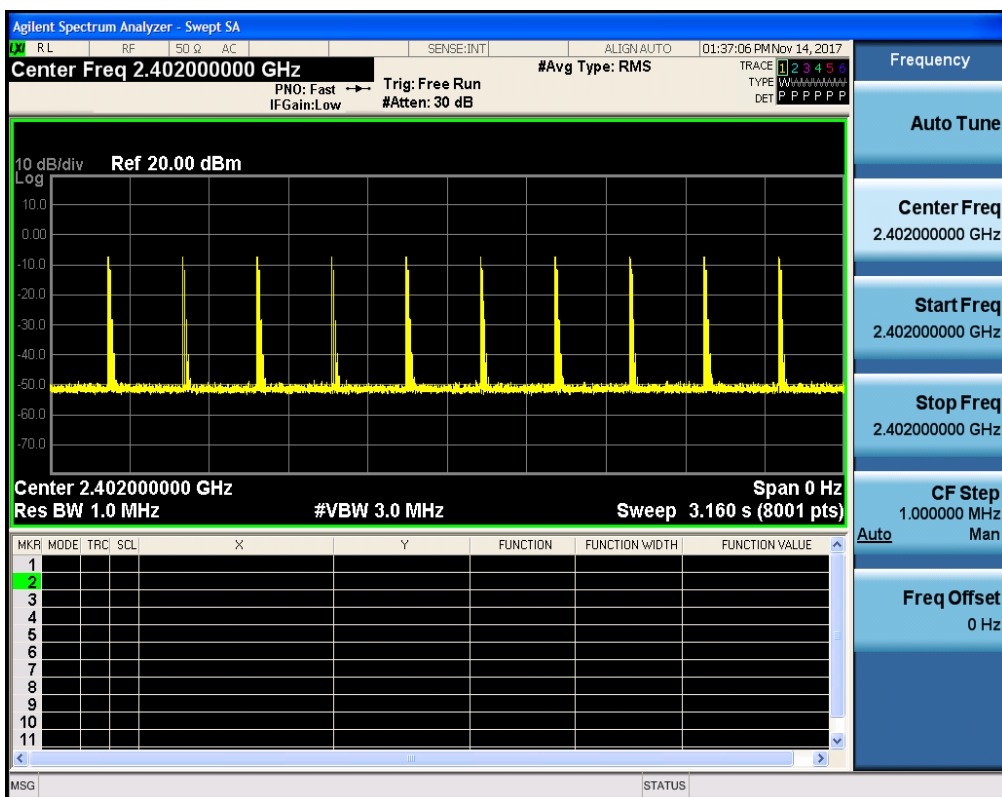 Agilent Spectrum Analyzer - Swept SA
LXI RL RF 50 Ω AC SENSE:INT ALIGN AUTO 01:37:06 PM Nov 14, 2017
Center Freq 2.402000000 GHz
PNO: Fast
IFGain:Low
Trig: Free Run
#Atten: 30 dB
#Avg Type: RMS
TRACE 1 2 3 4 5 6
TYPE W
DET P P P P P P
10 dB/div Ref 20.00 dBm
Log
10.0
0.00
-10.0
-20.0
-30.0
-40.0
-50.0
-60.0
-70.0
Center 2.402000000 GHz Span 0 Hz
Res BW 1.0 MHz #VBW 3.0 MHz Sweep 3.160 s (8001 pts)
MKR MODE TRC SCL X Y FUNCTION FUNCTION WIDTH FUNCTION VALUE
1
2
3
4
5
6
7
8
9
10
11
MSG STATUS
Frequency
Auto Tune
Center Freq
2.402000000 GHz
Start Freq
2.402000000 GHz
Stop Freq
2.402000000 GHz
CF Step
1.000000 MHz
Auto Man
Freq Offset
0 Hz